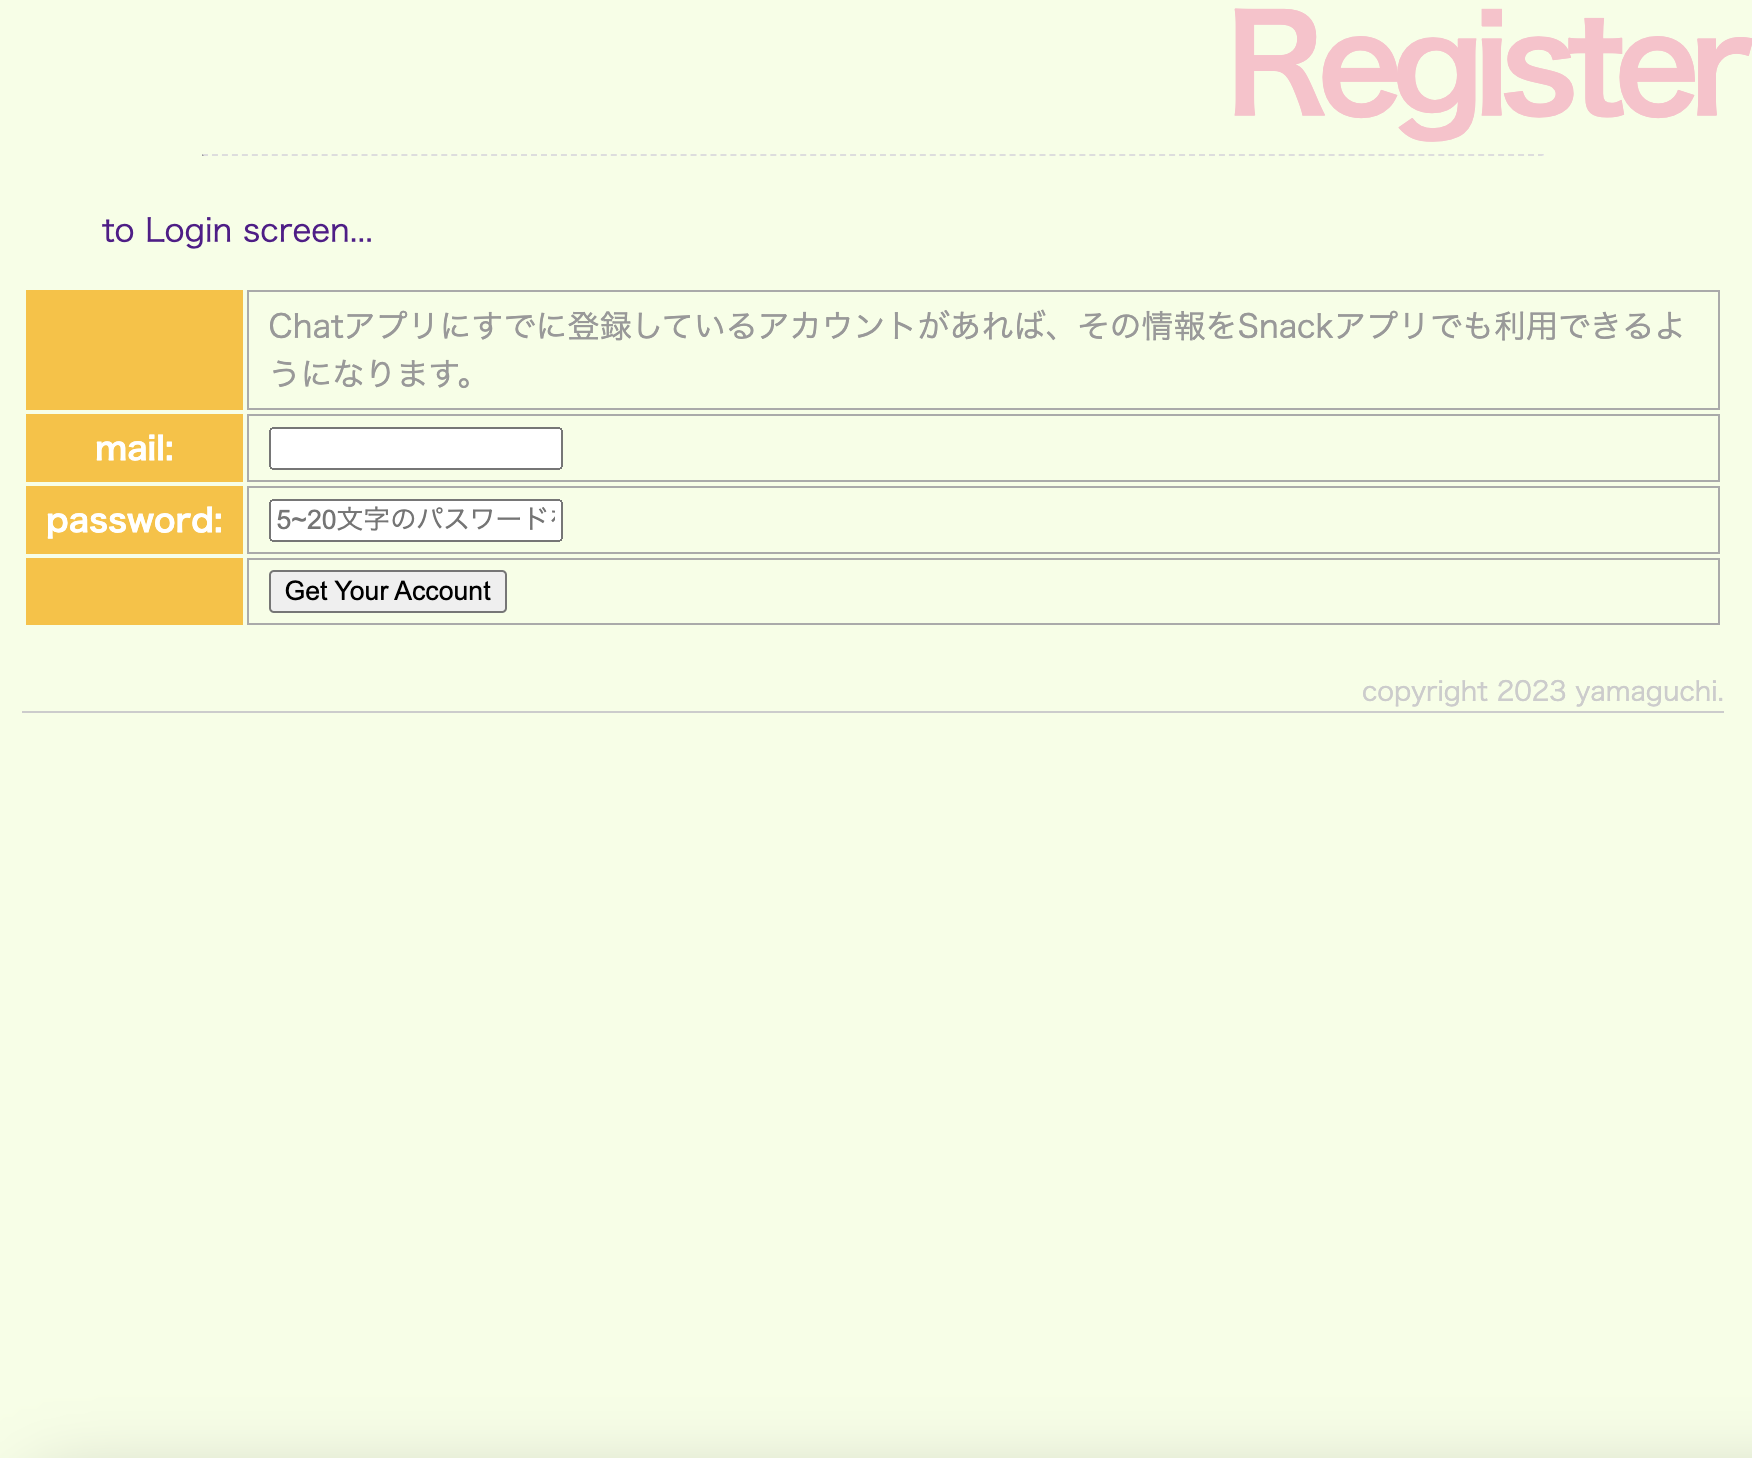 Register
to Login screen...
Chatアプリにすでに登録しているアカウントがあれば、その情報をSnackアプリでも利用できるよ
うになります。
mail:
password:
5~20文字のパスワード
Get Your Account
copyright 2023 yamaguchi.